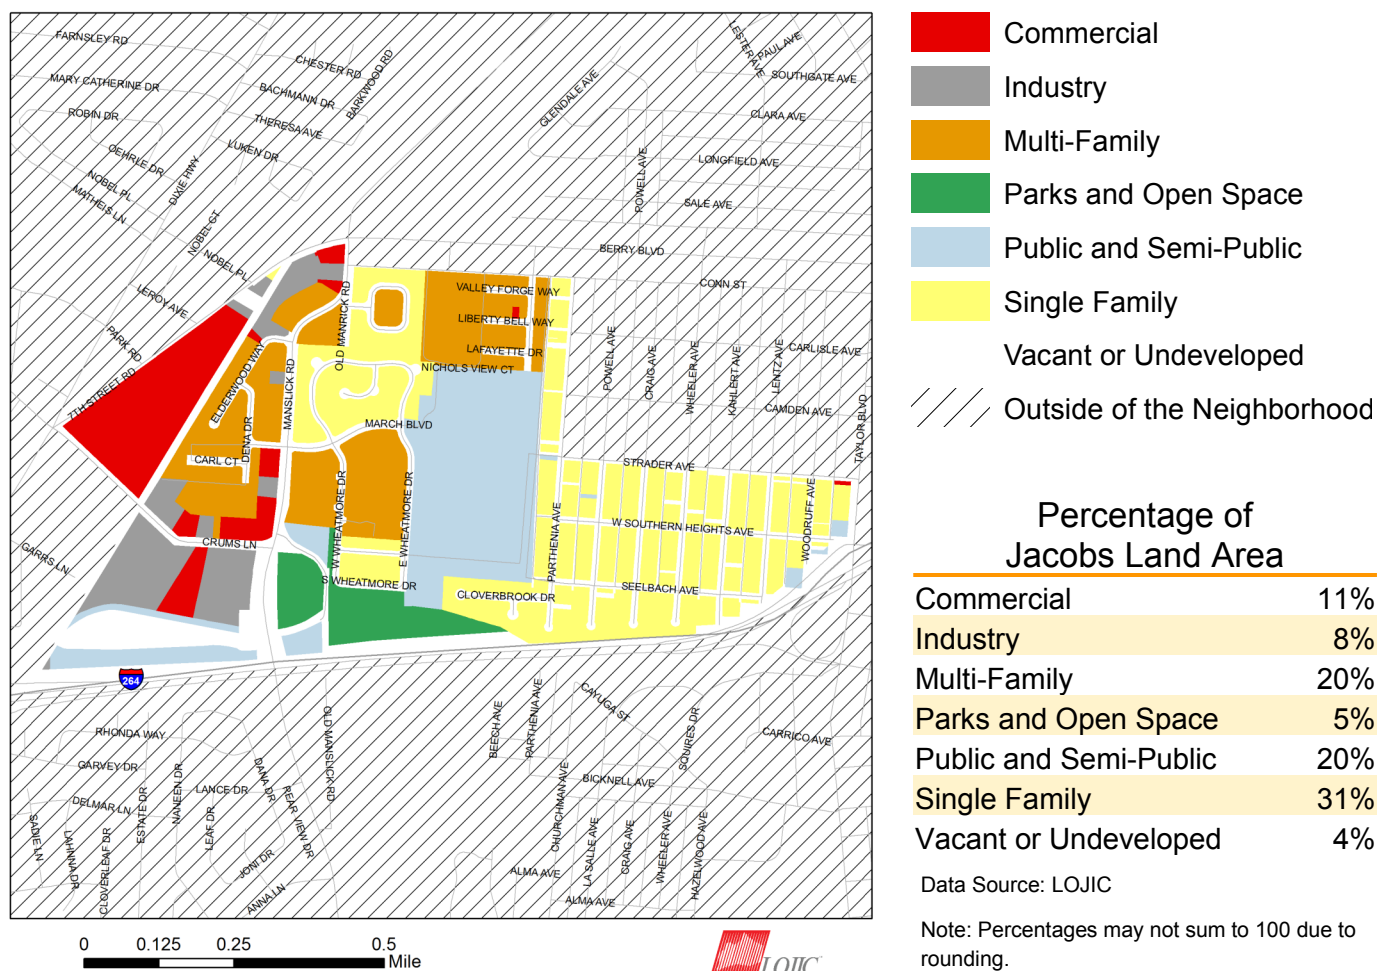 FARNSLEY RD
CHESTER RD
BARKWOOD RD
MARY CATHERINE DR
BACHMANN DR
ROBIN DR
THERESA AVE
OEHRLE DR
LUKEN DR
NOBEL PL
MATHEIS LN
DIXIE HWY
NOBEL CT
NOBEL PL
LEROY AVE
PARK RD
7TH STREET RD
GLENDALE AVE
LESTER AVE
PAUL AVE
SOUTHGATE AVE
CLARA AVE
LONGFIELD AVE
POWELL AVE
SALE AVE
BERRY BLVD
CONN ST
VALLEY FORGE WAY
LIBERTY BELL WAY
LAFAYETTE DR
NICHOLS VIEW CT
OLD MANRICK RD
MANSLICK RD
ELDERWOOD WAY
DENA DR
CARL CT
MARCH BLVD
POWELL AVE
CRAIG AVE
WHEELER AVE
KAHLERT AVE
LENTZ AVE
CARLISLE AVE
CAMDEN AVE
TAYLOR BLVD
STRADER AVE
W SOUTHERN HEIGHTS AVE
WOODRUFF AVE
PARTHENIA AVE
SEELBACH AVE
CLOVERBROOK DR
W WHEATMORE DR
E WHEATMORE DR
S WHEATMORE DR
CRUMS LN
GARRS LN
264
RHONDA WAY
GARVEY DR
DELMAR LN
LANCE DR
SADIE LN
LAHNNA DR
CLOVERLEAF DR
ESTATE DR
NANEEN DR
LEAF DR
JONI DR
ANNA LN
DANA DR
REAR VIEW DR
OLD MANSLICK RD
BEECH AVE
PARTHENIA AVE
CAYUGA ST
SQUIRES DR
CARRICO AVE
BICKNELL AVE
CHURCHMAN AVE
LA SALLE AVE
CRAIG AVE
WHEELER AVE
HAZELWOOD AVE
ALMA AVE
ALMA AVE
0 0.125 0.25 0.5
Mile
LOJIC
Commercial
Industry
Multi-Family
Parks and Open Space
Public and Semi-Public
Single Family
Vacant or Undeveloped
Outside of the Neighborhood
Percentage of
Jacobs Land Area
Commercial 11%
Industry 8%
Multi-Family 20%
Parks and Open Space 5%
Public and Semi-Public 20%
Single Family 31%
Vacant or Undeveloped 4%
Data Source: LOJIC
Note: Percentages may not sum to 100 due to
rounding.